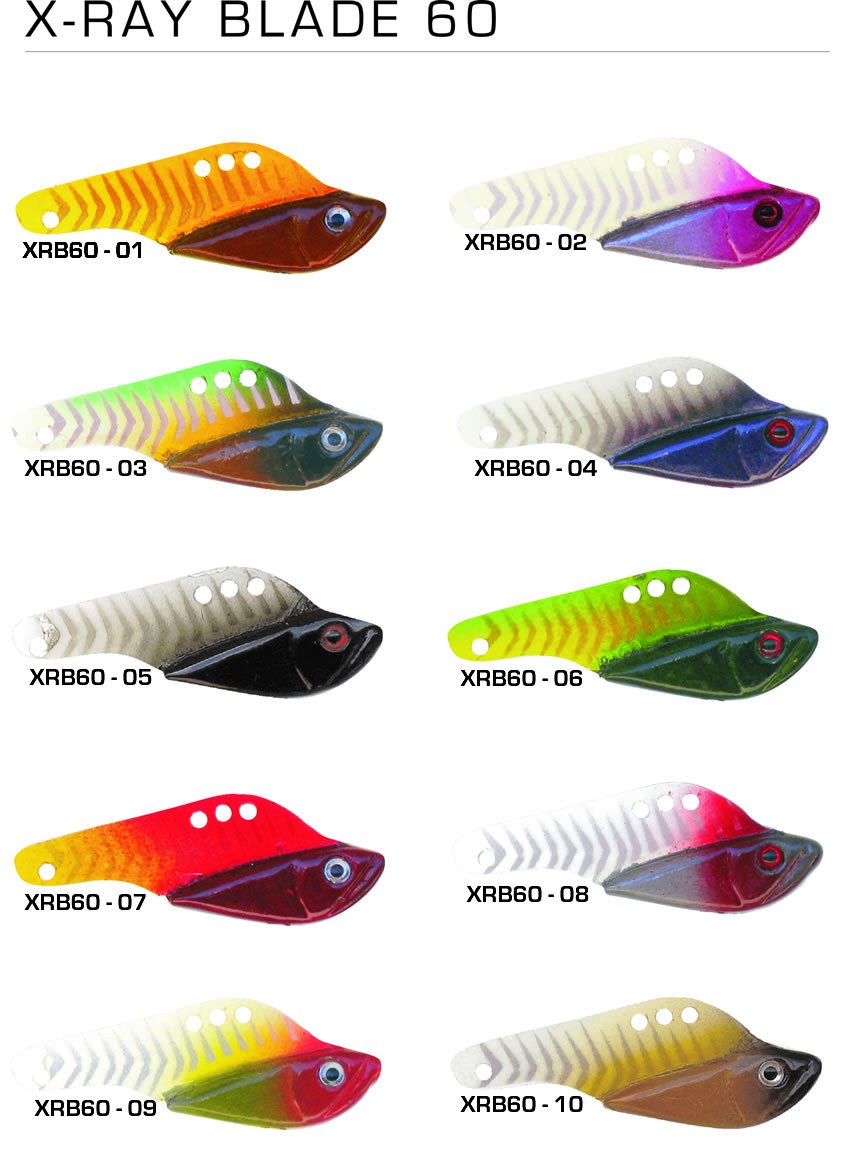 X-RAY BLADE 60
XRB60 - 01
XRB60 - 02
XRB60 - 03
XRB60 - 04
XRB60 - 05
XRB60 - 06
XRB60 - 07
XRB60 - 08
XRB60 - 09
XRB60 - 10